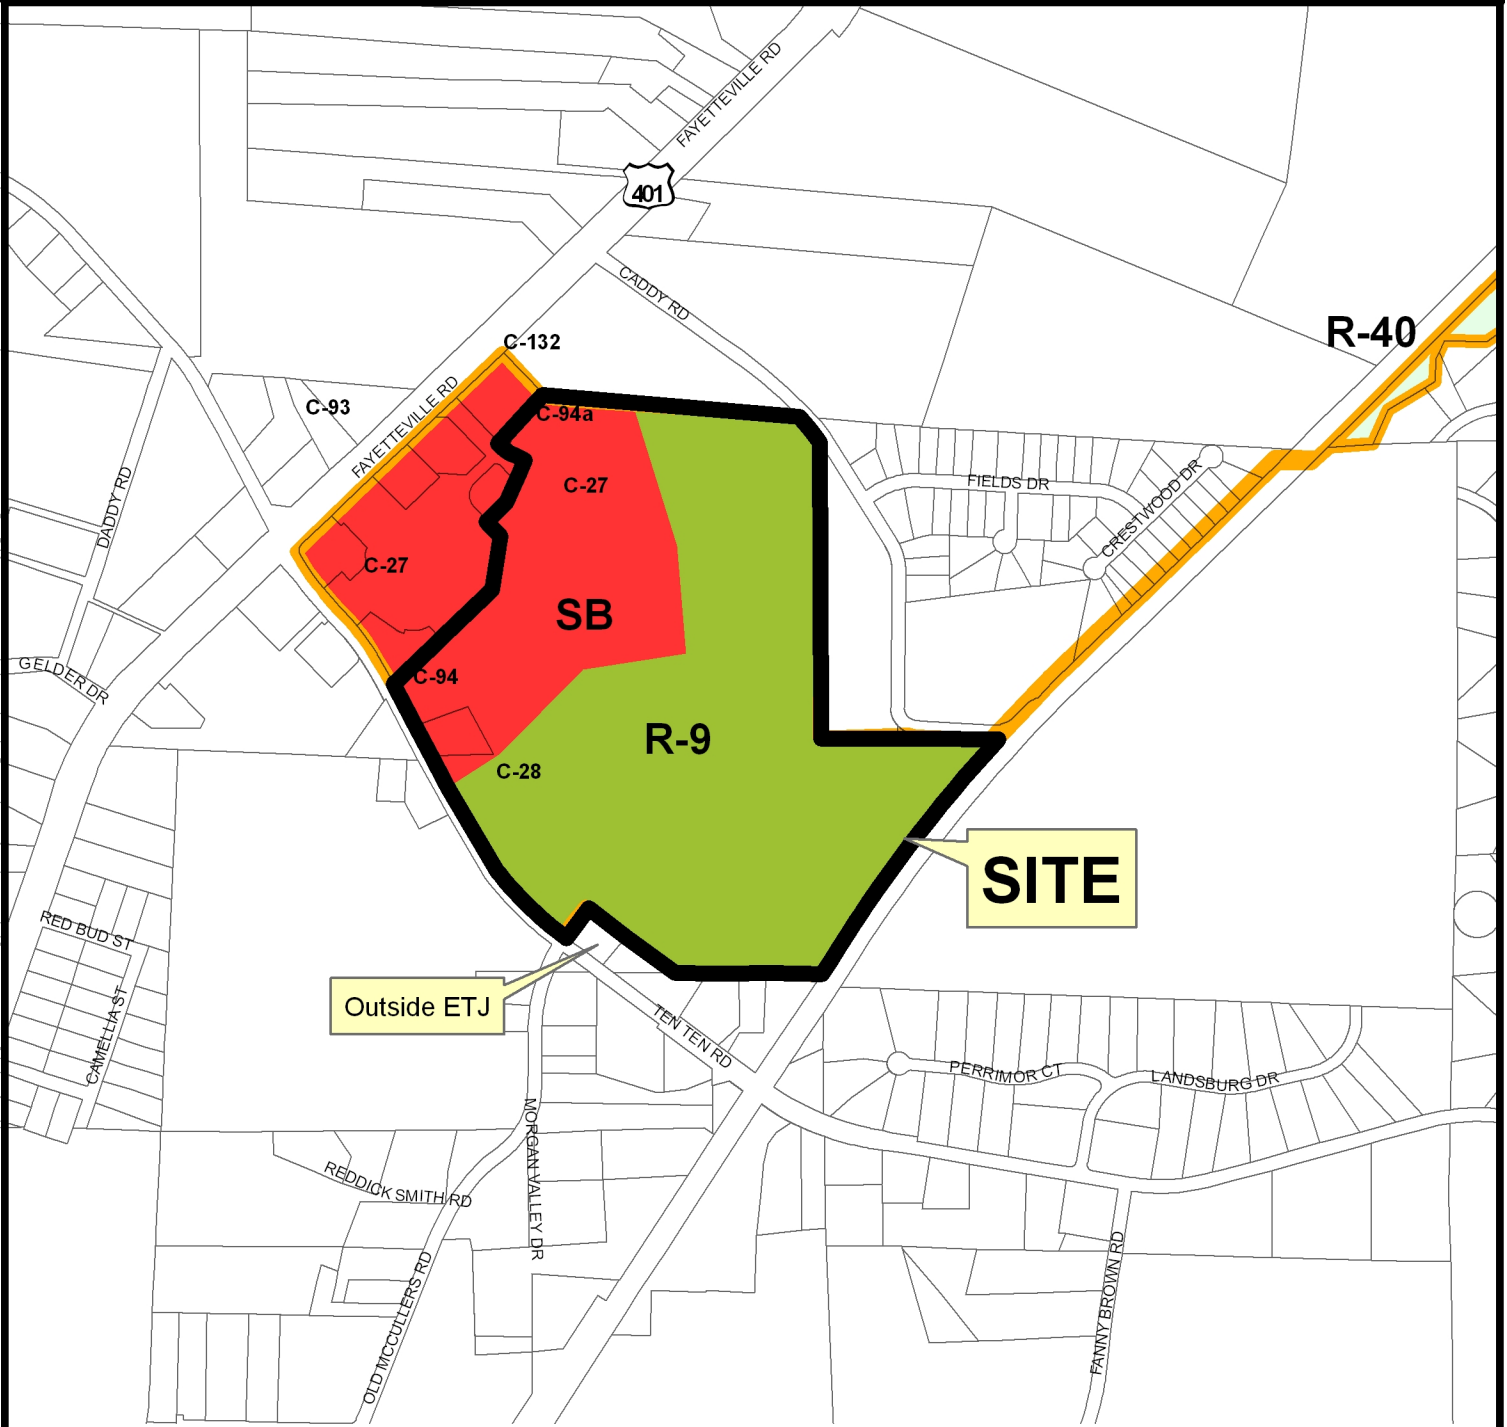 FAYETTEVILLE RD
401
CADDY RD
R-40
C-132
C-93
FAYETTEVILLE RD
C-94a
C-27
FIELDS DR
CRESTWOOD DR
DADDY RD
C-27
SB
GELDER DR
C-94
R-9
C-28
SITE
RED BUD ST
Outside ETJ
CAMELLIA ST
TEN TEN RD
PERRIMOR CT
LANDSBURG DR
MORGAN VALLEY DR
REDDICK SMITH RD
OLD MCCULLERS RD
FANNY BROWN RD